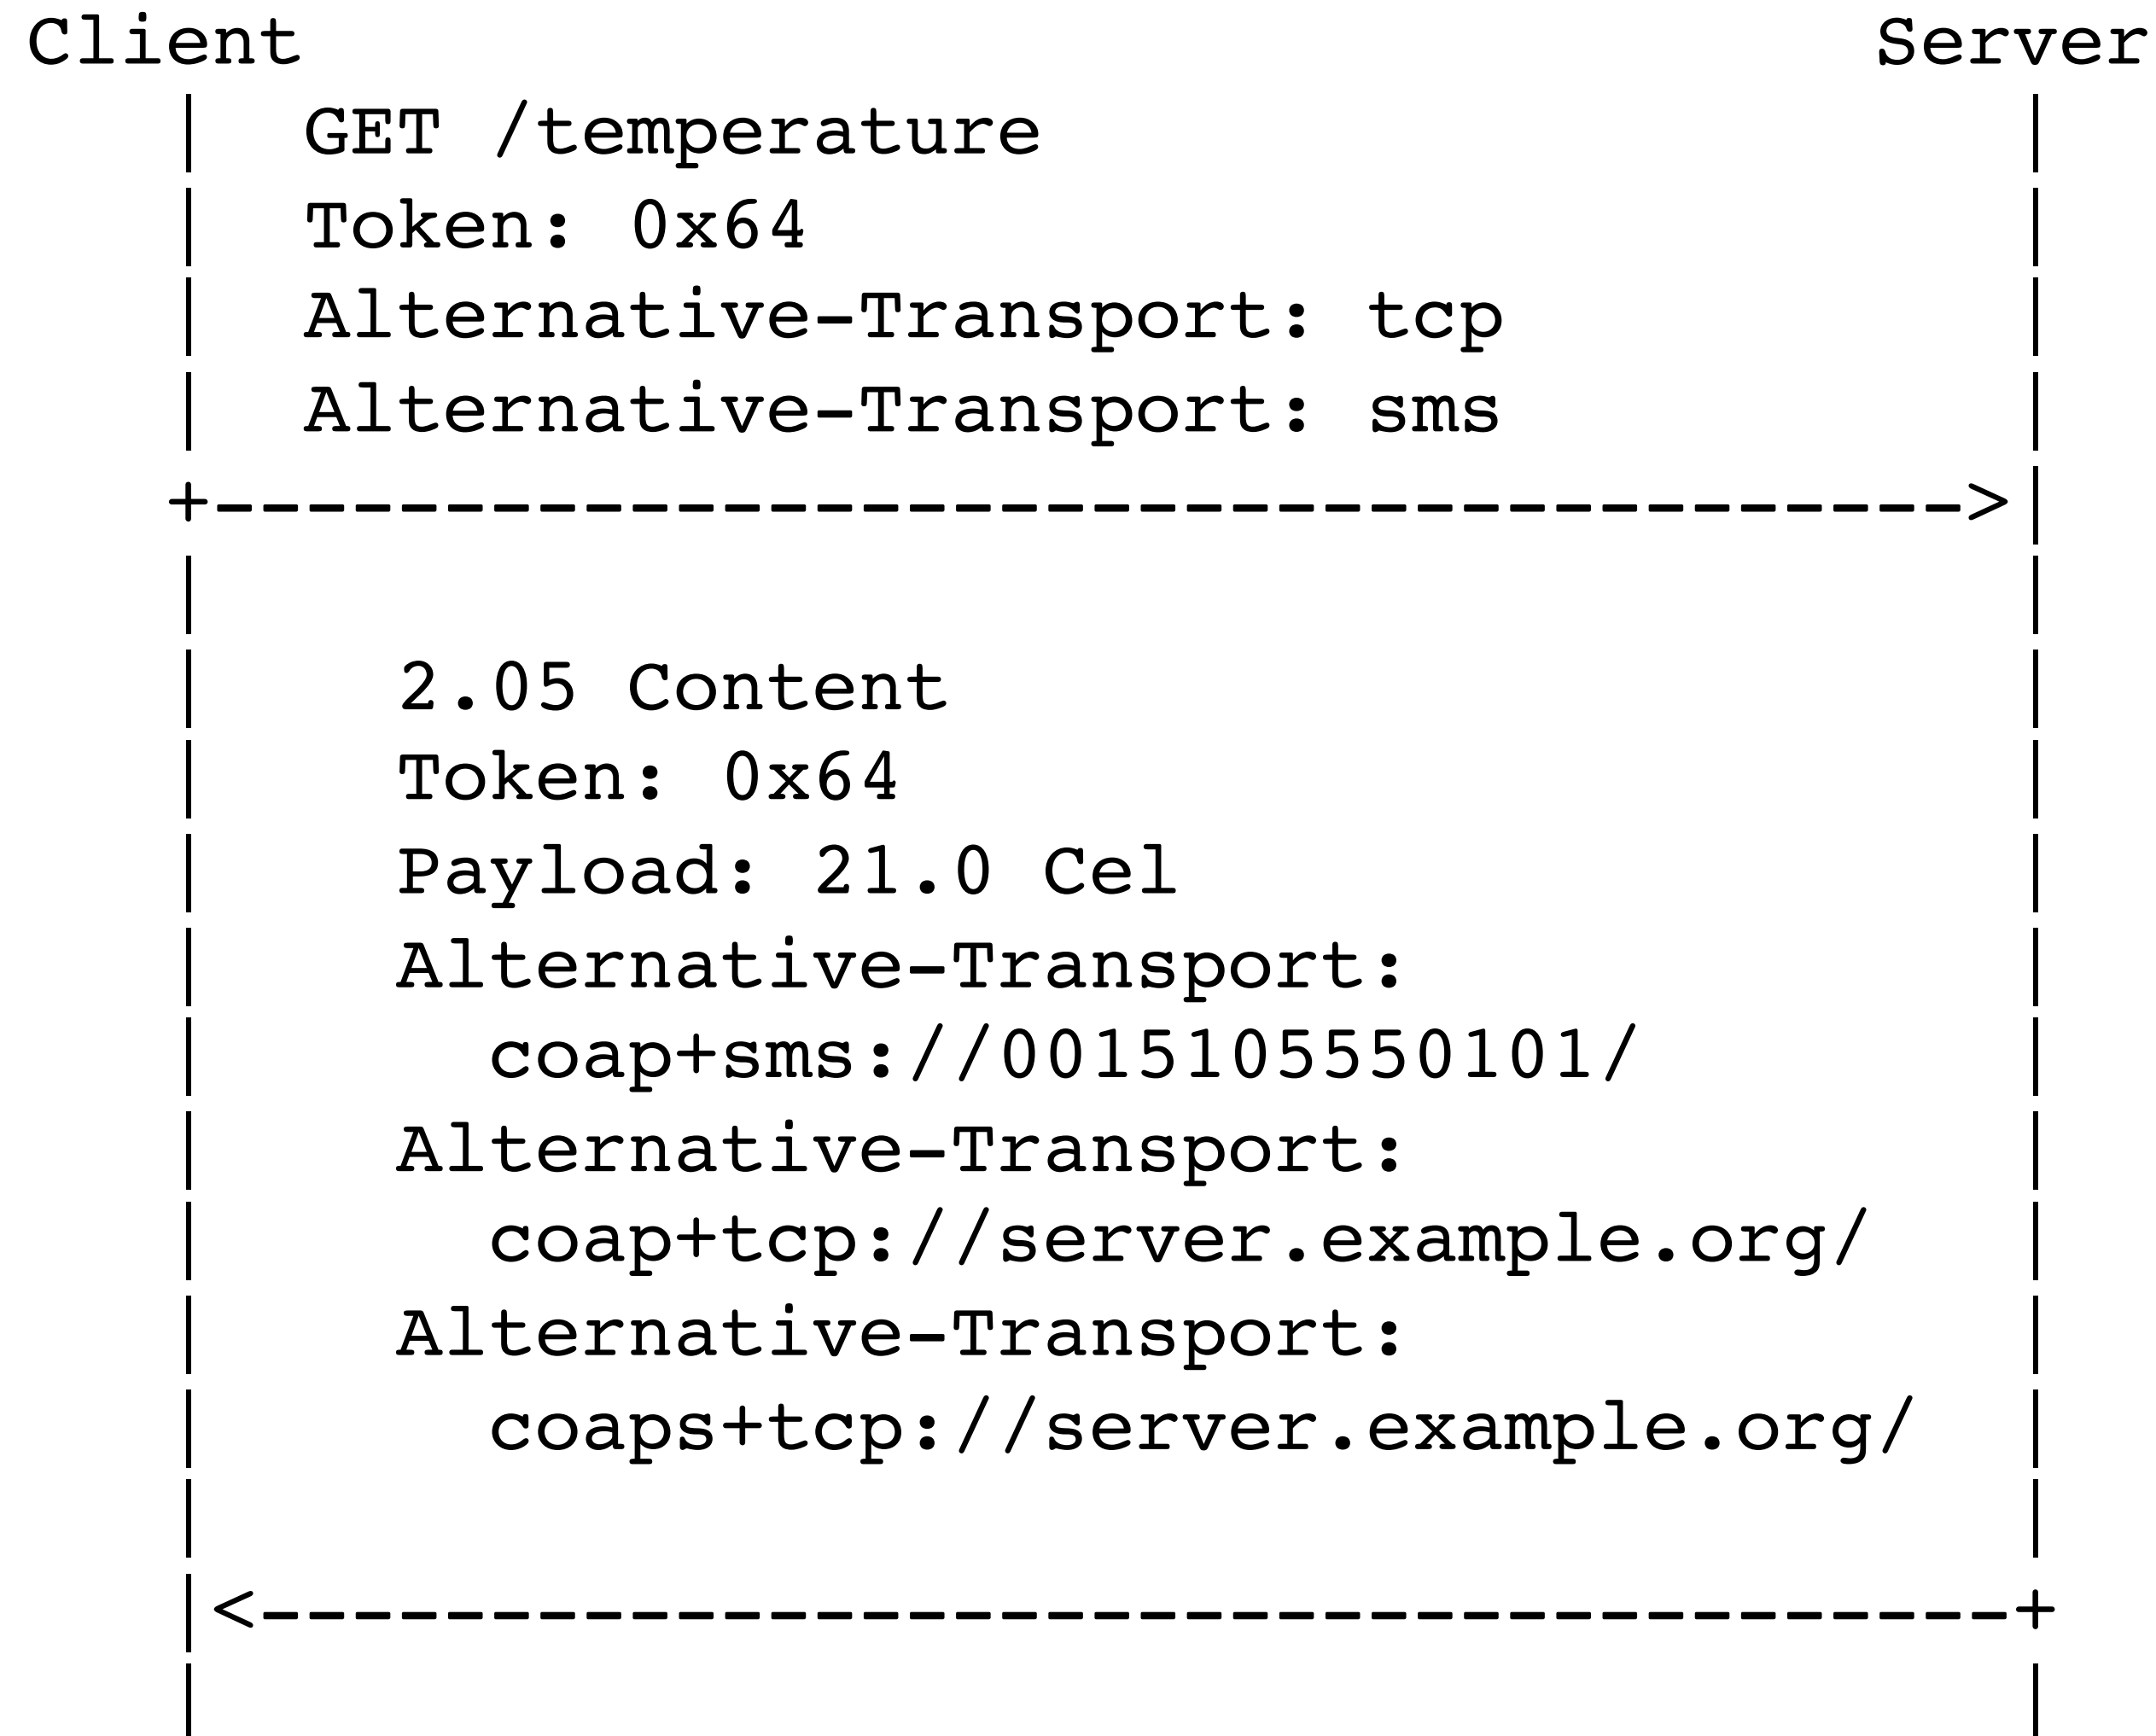 Client Server
| GET /temperature |
| Token: 0x64 |
| Alternative-Transport: tcp |
| Alternative-Transport: sms |
+-------------------------------------->|
| |
| 2.05 Content |
| Token: 0x64 |
| Payload: 21.0 Cel |
| Alternative-Transport: |
| coap+sms://0015105550101/ |
| Alternative-Transport: |
| coap+tcp://server.example.org/ |
| Alternative-Transport: |
| coaps+tcp://server.example.org/ |
| |
|<--------------------------------------+
| |